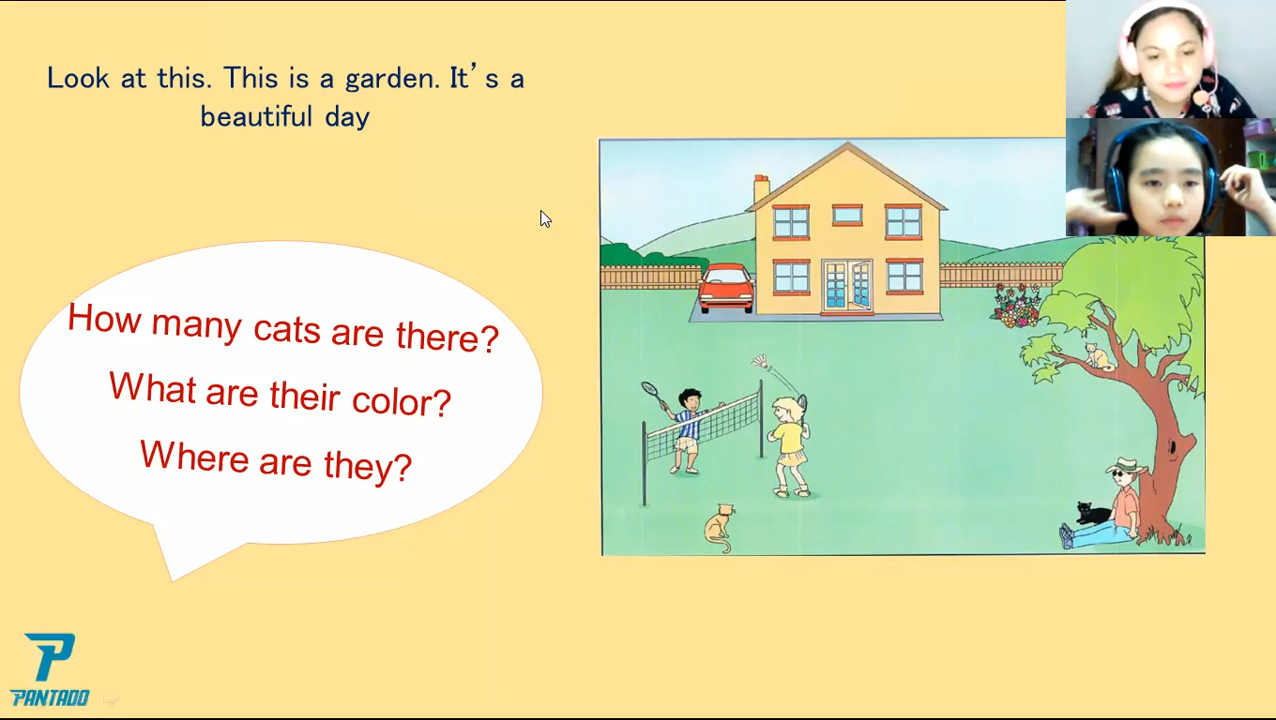 Look at this. This is a garden. It's a
beautiful day
How many cats are there?
What are their color?
Where are they?
PANTADO